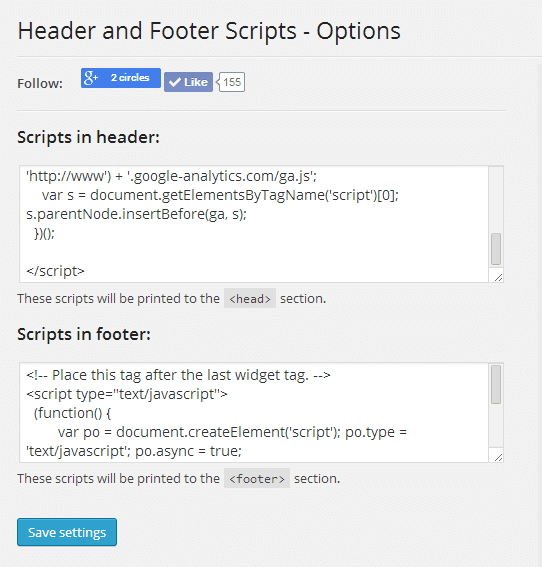 Header and Footer Scripts - Options
Follow: g+ 2 circles Like 155
Scripts in header:
'http://www') + '.google-analytics.com/ga.js';
var s = document.getElementsByTagName('script')[0];
s.parentNode.insertBefore(ga, s);
})();
</script>
These scripts will be printed to the <head> section.
Scripts in footer:
<!-- Place this tag after the last widget tag. -->
<script type="text/javascript">
(function() {
var po = document.createElement('script'); po.type =
'text/javascript'; po.async = true;
These scripts will be printed to the <footer> section.
Save settings